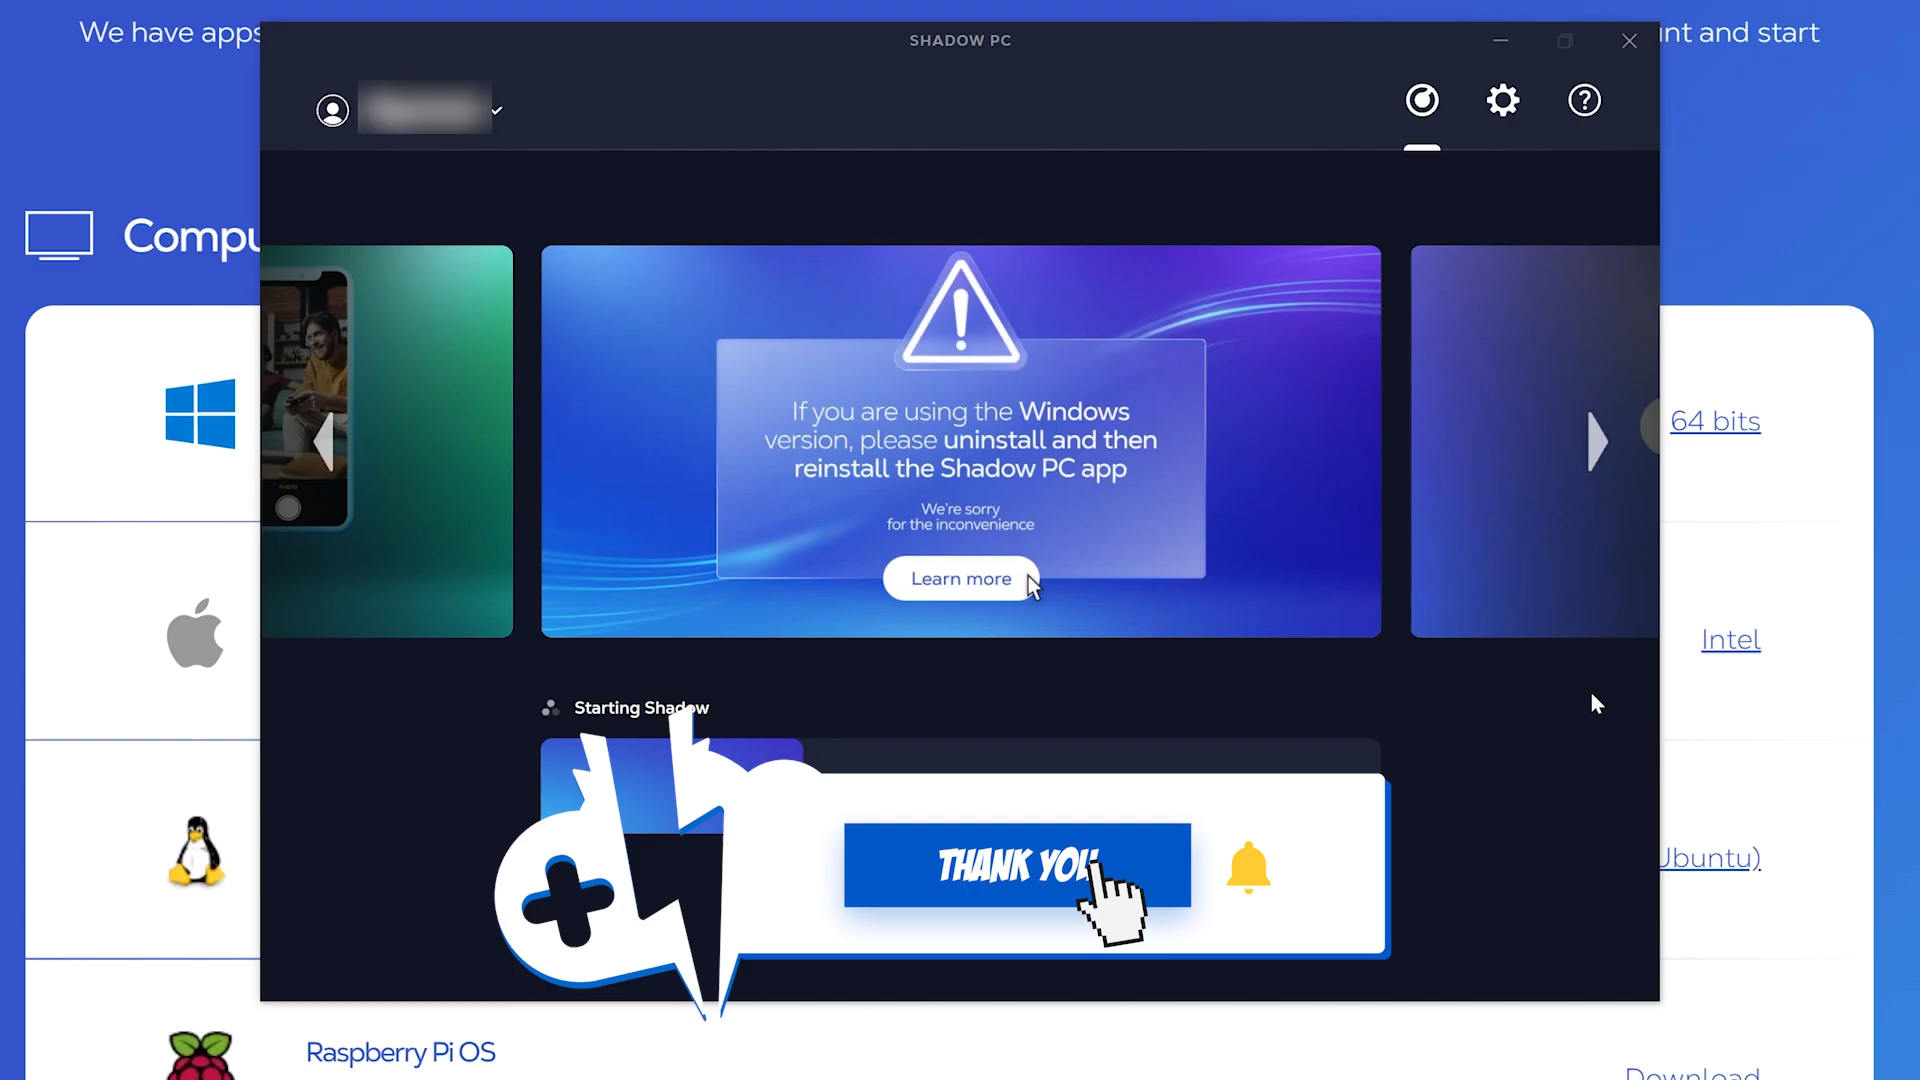 We have apps
SHADOW PC
nt and start
Compu
If you are using the Windows
version, please uninstall and then
reinstall the Shadow PC app
We're sorry
for the inconvenience
Learn more
64 bits
Intel
Starting Shadow
THANK YOU
Ubuntu)
Raspberry Pi OS
Download